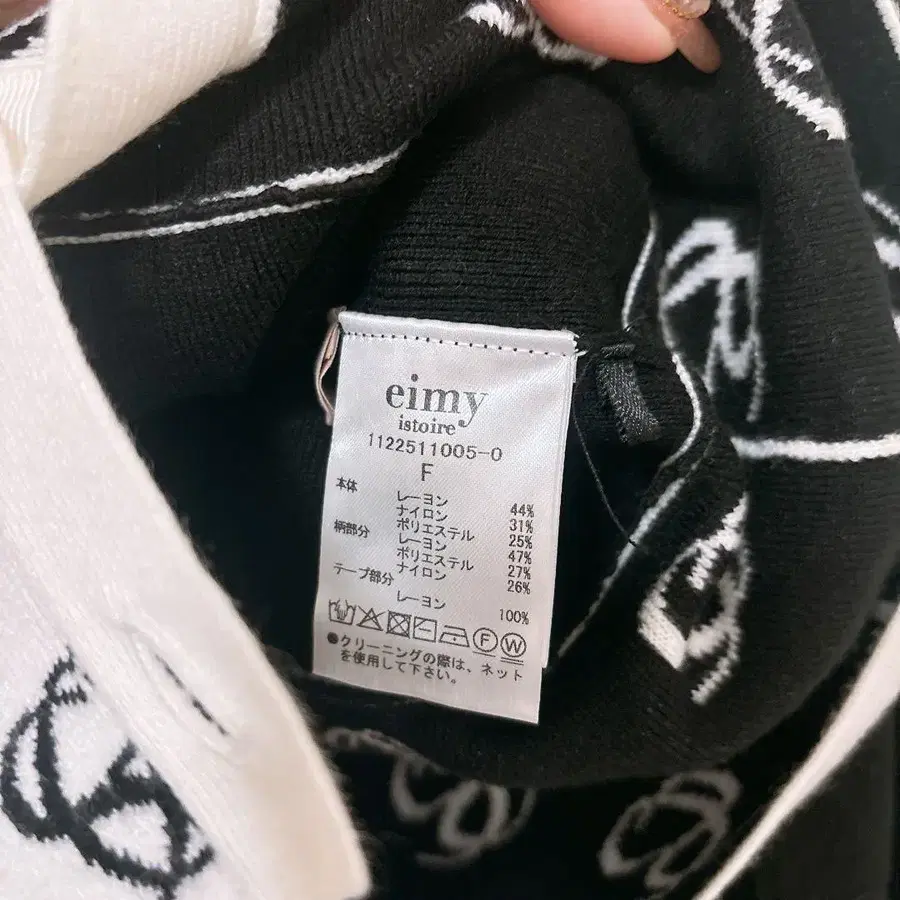 eimy
istoire
1122511005-0
F
本体 レーヨン 44%
ナイロン 31%
ポリエステル 25%
柄部分 レーヨン 47%
ポリエステル 27%
ナイロン 26%
テープ部分
レーヨン 100%
F W
●クリーニングの際は、ネット
を使用して下さい。